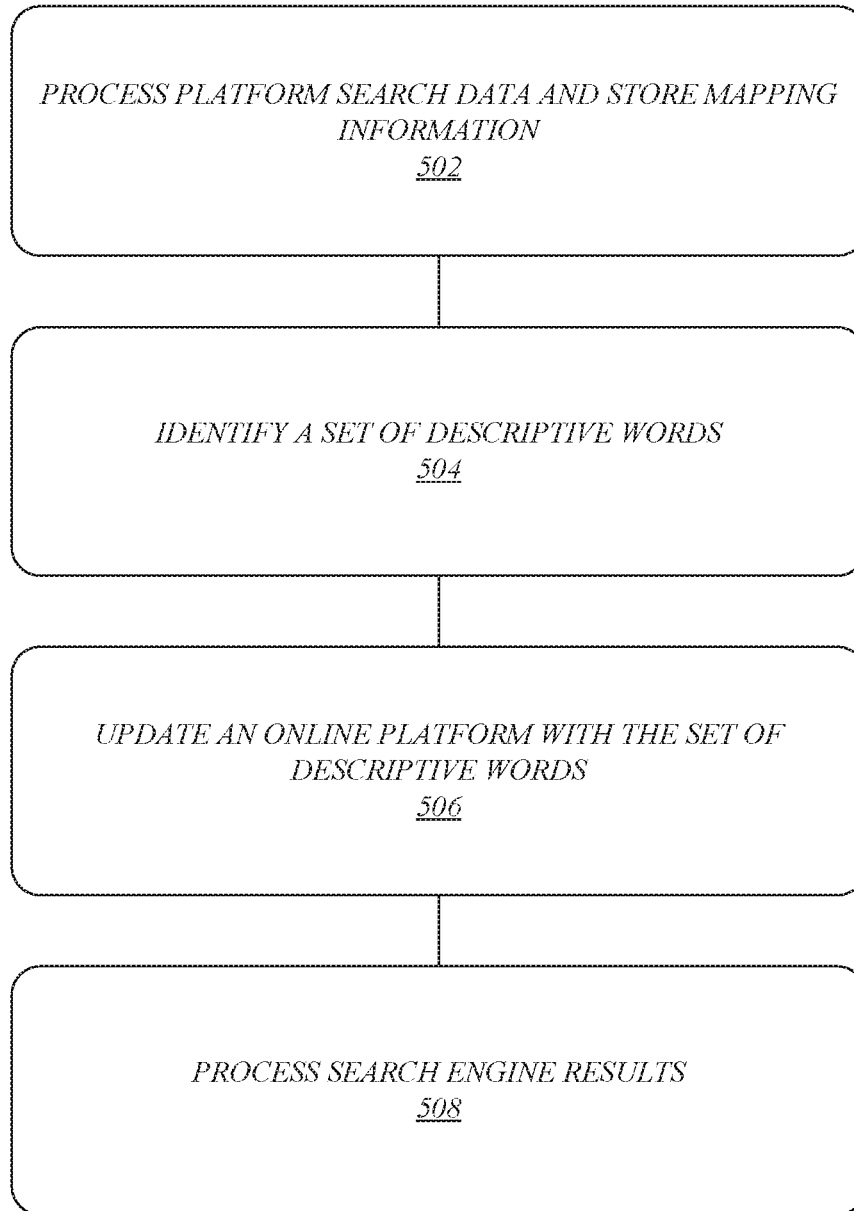 PROCESS PLATFORM SEARCH DATA AND STORE MAPPING
INFORMATION
502
IDENTIFY A SET OF DESCRIPTIVE WORDS
504
UPDATE AN ONLINE PLATFORM WITH THE SET OF
DESCRIPTIVE WORDS
506
PROCESS SEARCH ENGINE RESULTS
508